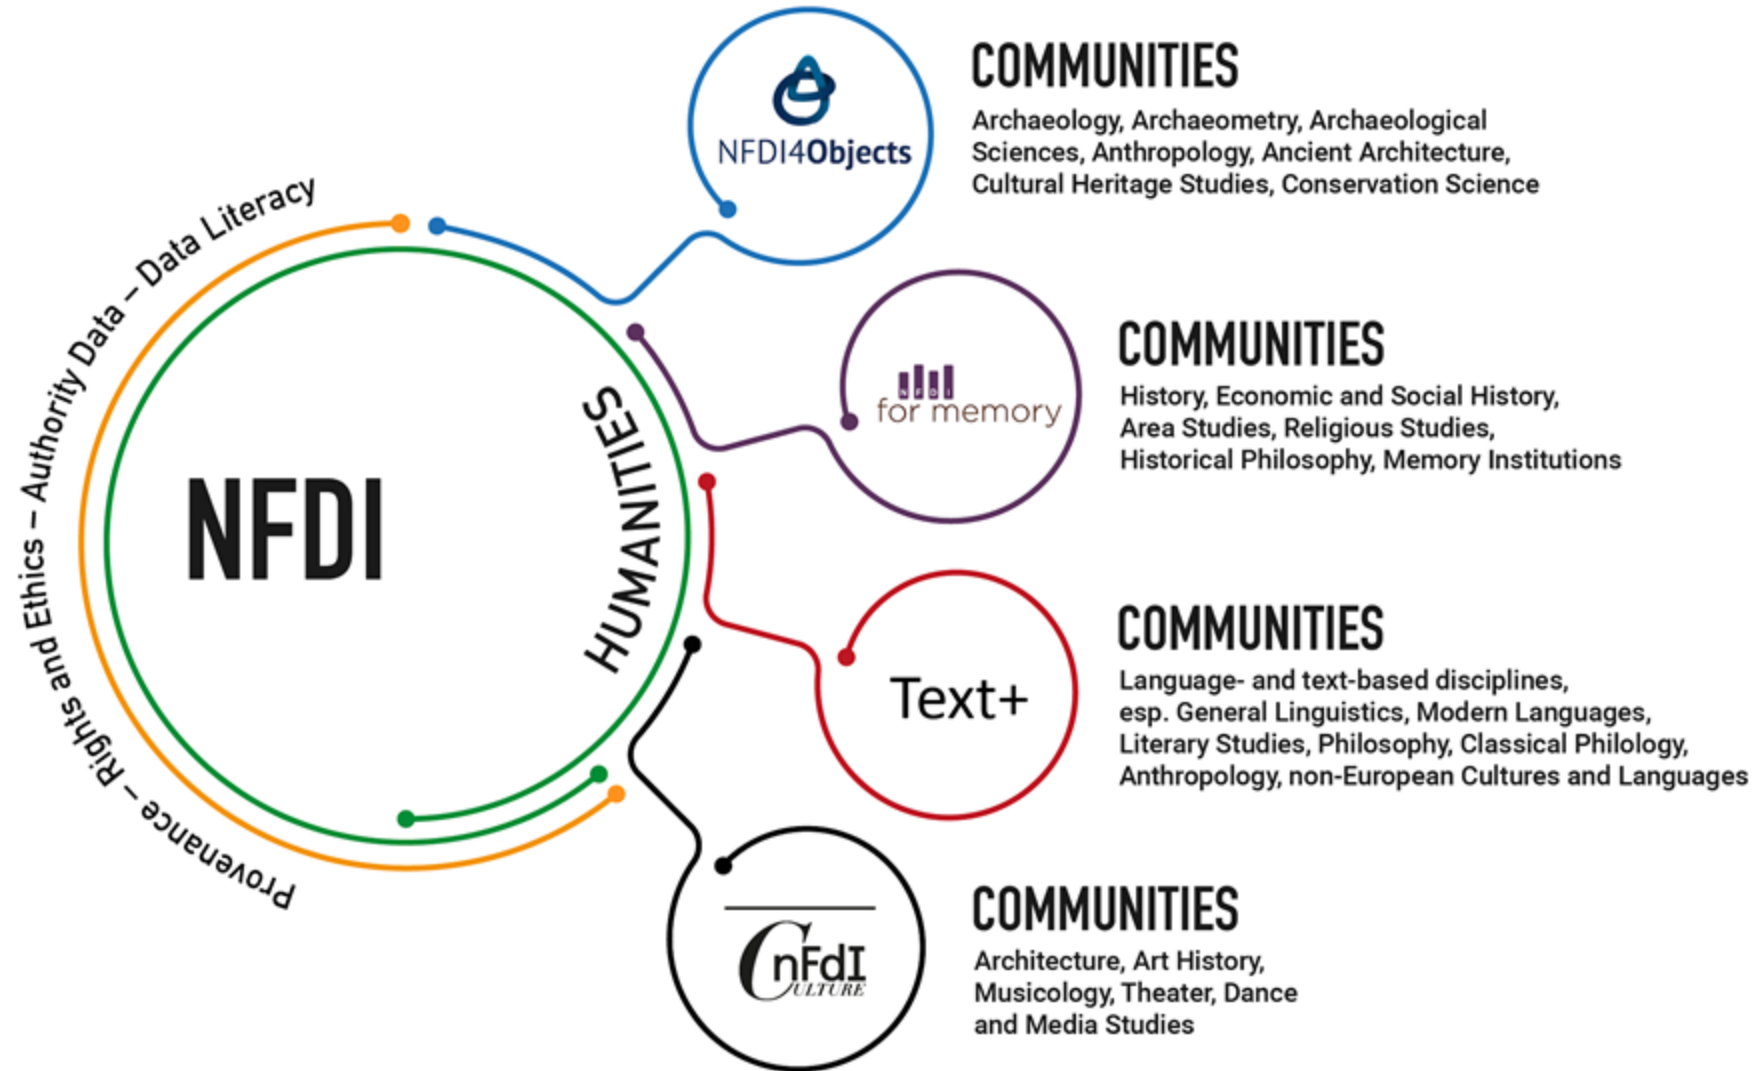 Provenance – Rights and Ethics – Authority Data – Data Literacy
NFDI
HUMANITIES
NFDI4Objects
COMMUNITIES
Archaeology, Archaeometry, Archaeological
Sciences, Anthropology, Ancient Architecture,
Cultural Heritage Studies, Conservation Science
NFDI
for memory
COMMUNITIES
History, Economic and Social History,
Area Studies, Religious Studies,
Historical Philosophy, Memory Institutions
Text+
COMMUNITIES
Language- and text-based disciplines,
esp. General Linguistics, Modern Languages,
Literary Studies, Philosophy, Classical Philology,
Anthropology, non-European Cultures and Languages
nFdI
CULTURE
COMMUNITIES
Architecture, Art History,
Musicology, Theater, Dance
and Media Studies